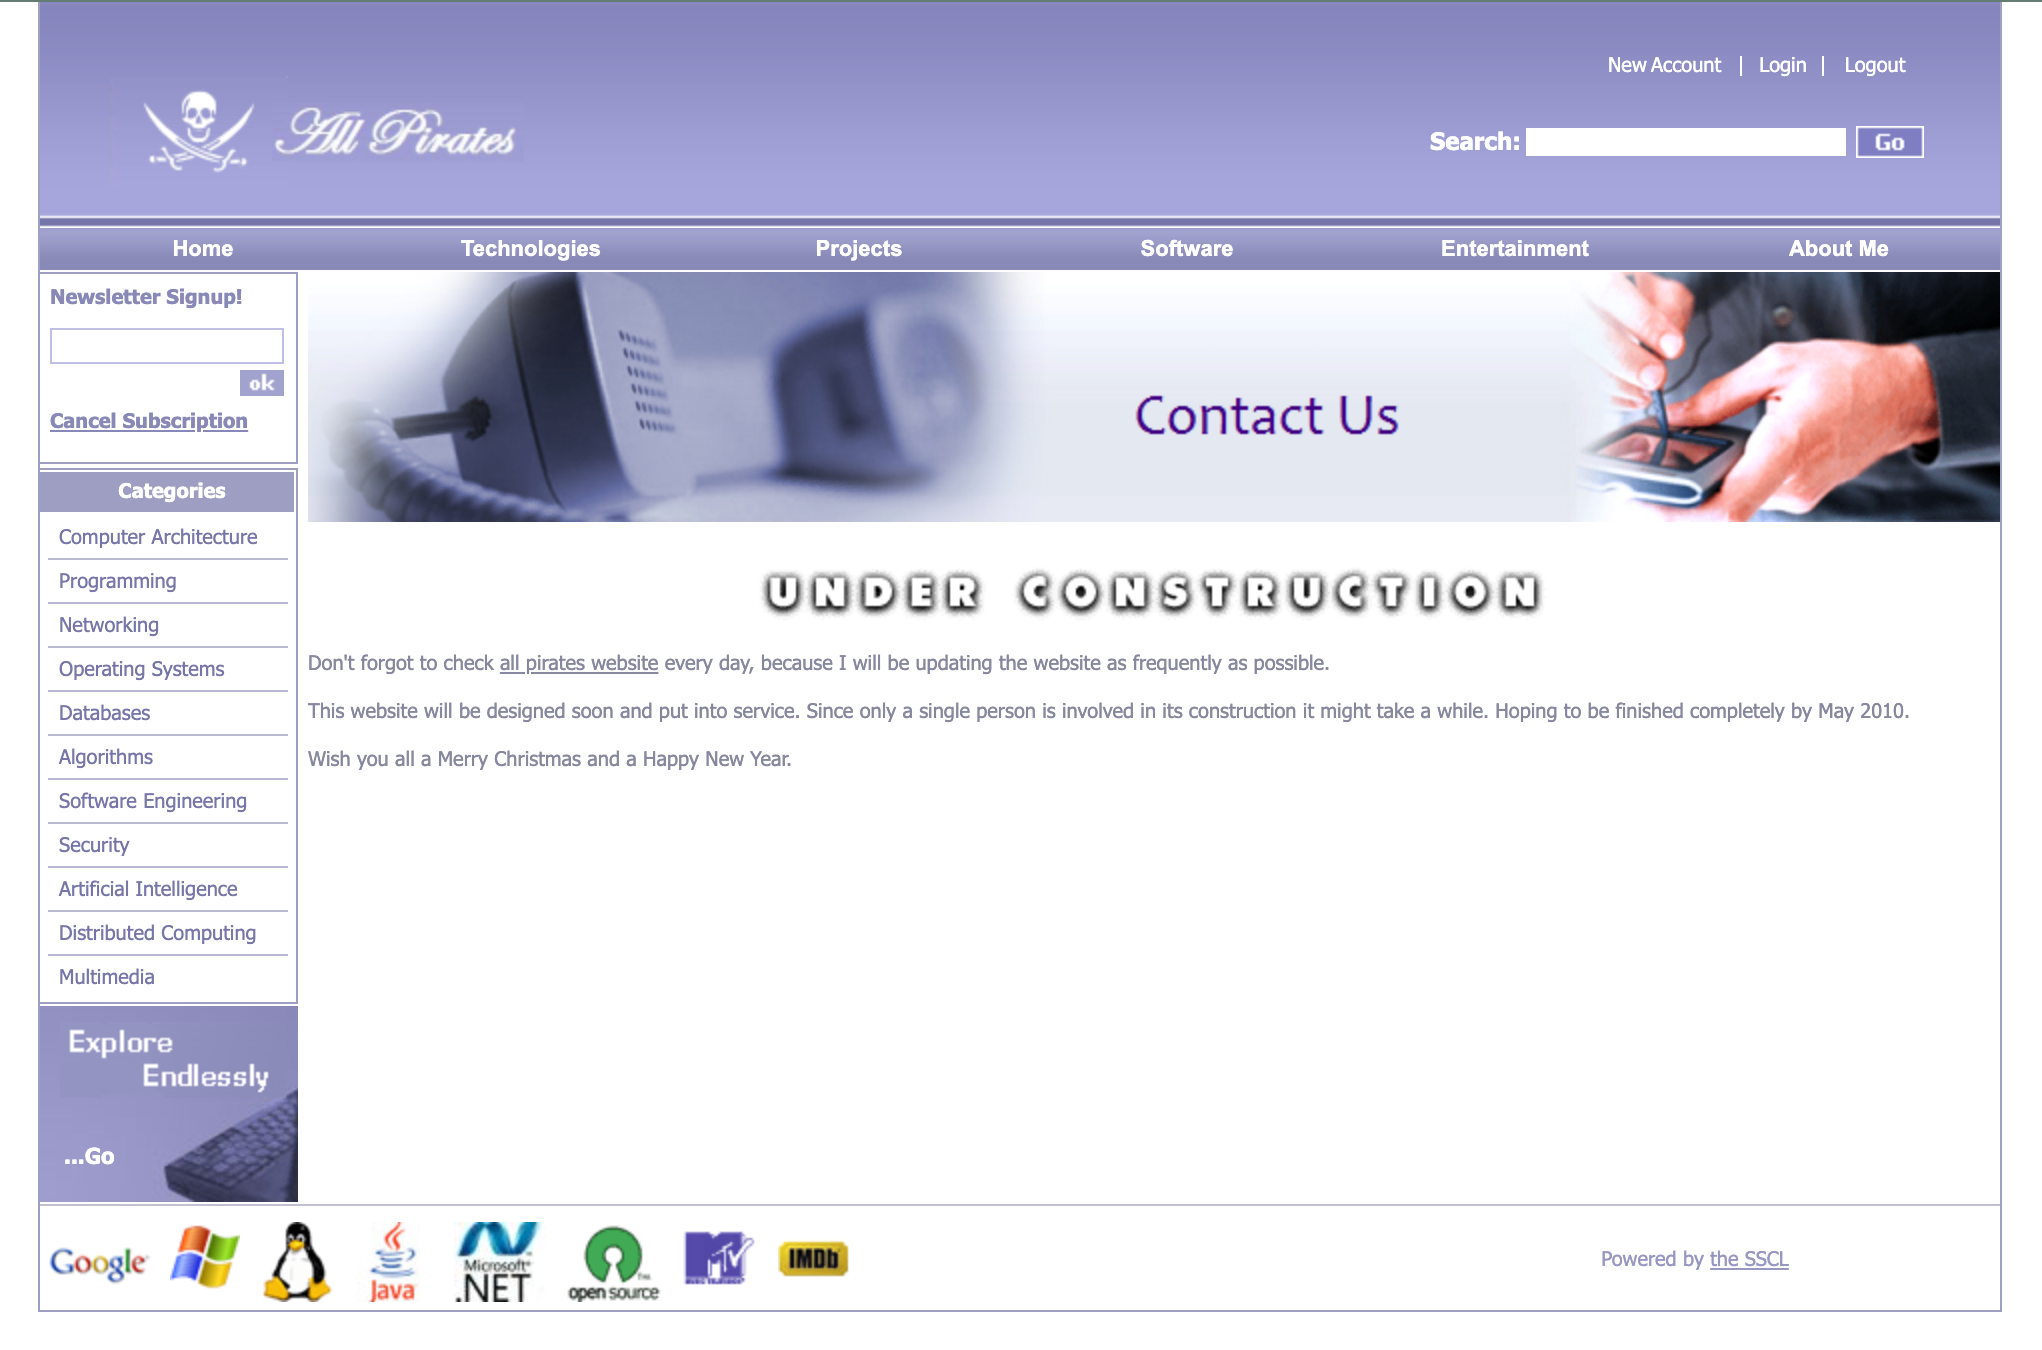 New Account | Login | Logout
All Pirates
Search: Go
Home Technologies Projects Software Entertainment About Me
Newsletter Signup!
ok
Cancel Subscription
Contact Us
Categories
Computer Architecture
Programming
Networking
Operating Systems
Databases
Algorithms
Software Engineering
Security
Artificial Intelligence
Distributed Computing
Multimedia
Explore
Endlessly
...Go
UNDER CONSTRUCTION
Don't forgot to check all pirates website every day, because I will be updating the website as frequently as possible.
This website will be designed soon and put into service. Since only a single person is involved in its construction it might take a while. Hoping to be finished completely by May 2010.
Wish you all a Merry Christmas and a Happy New Year.
Google
Java
Microsoft
.NET
open source
TM
MTV
MUSIC TELEVISION
IMDb
Powered by the SSCL